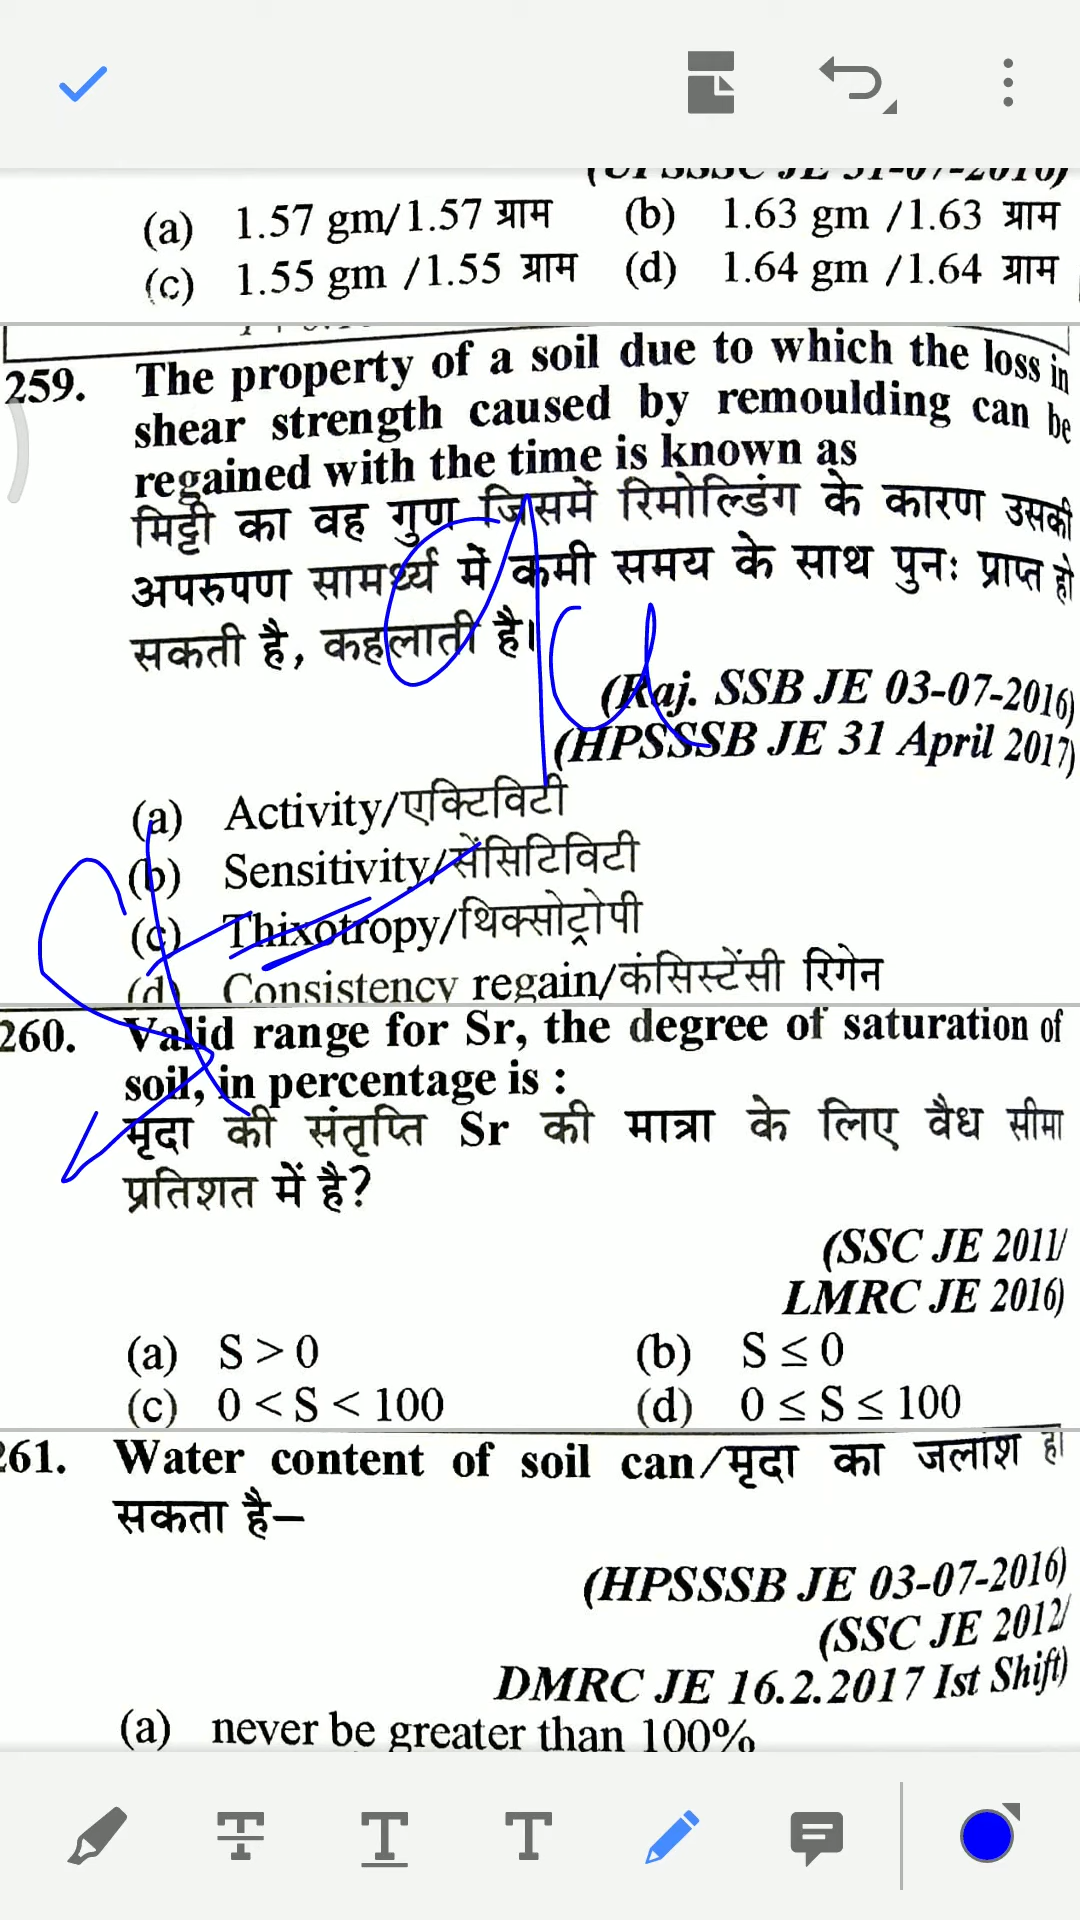 (UPSSSC JE 31-07-2016)
(a) 1.57 gm/1.57 ग्राम (b) 1.63 gm /1.63 ग्राम
(c) 1.55 gm /1.55 ग्राम (d) 1.64 gm /1.64 ग्राम
259. The property of a soil due to which the loss in
shear strength caused by remoulding can be
regained with the time is known as
मिट्टी का वह गुण जिसमें रिमोल्डिंग के कारण उसकी
अपरुपण सामर्थ्य में कमी समय के साथ पुनः प्राप्त हो
सकती है, कहलाती है।
(Raj. SSB JE 03-07-2016)
(HPSSSB JE 31 April 2017)
(a) Activity/एक्टिविटी
(b) Sensitivity/सेंसिटिविटी
(c) Thixotropy/थिक्सोट्रोपी
(d) Consistency regain/कंसिस्टेंसी रिगेन
260. Valid range for Sr, the degree of saturation of
soil, in percentage is :
मृदा की संतृप्ति Sr की मात्रा के लिए वैध सीमा
प्रतिशत में है?
(SSC JE 2011/
LMRC JE 2016)
(a) S > 0 (b) S ≤ 0
(c) 0 < S < 100 (d) 0 ≤ S ≤ 100
261. Water content of soil can/मृदा का जलांश हो
सकता है–
(HPSSSB JE 03-07-2016)
(SSC JE 2012/
DMRC JE 16.2.2017 Ist Shift)
(a) never be greater than 100%